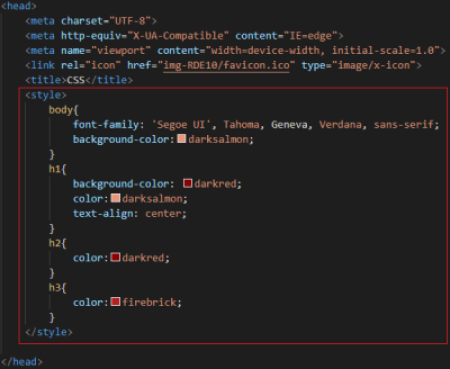 <head>
<meta charset="UTF-8">
<meta http-equiv="X-UA-Compatible" content="IE=edge">
<meta name="viewport" content="width=device-width, initial-scale=1.0">
<link rel="icon" href="img-RDE10/favicon.ico" type="image/x-icon">
<title>CSS</title>
<style>
body{
font-family: 'Segoe UI', Tahoma, Geneva, Verdana, sans-serif;
background-color:darksalmon;
}
h1{
background-color: darkred;
color:darksalmon;
text-align: center;
}
h2{
color:darkred;
}
h3{
color:firebrick;
}
</style>
</head>